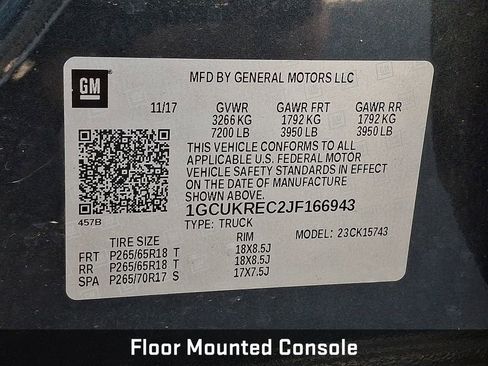 GM
MFD BY GENERAL MOTORS LLC
11/17 GVWR GAWR FRT GAWR RR
3266 KG 1792 KG 1792 KG
7200 LB 3950 LB 3950 LB
THIS VEHICLE CONFORMS TO ALL
APPLICABLE U.S. FEDERAL MOTOR
VEHICLE SAFETY STANDARDS IN EFFECT
ON THE DATE OF MANUFACTURE
SHOWN ABOVE.
1GCUKREC2JF166943
457B
TYPE: TRUCK 23CK15743
TIRE SIZE RIM
FRT P265/65R18 T 18X8.5J
RR P265/65R18 T 18X8.5J
SPA P265/70R17 S 17X7.5J
Floor Mounted Console